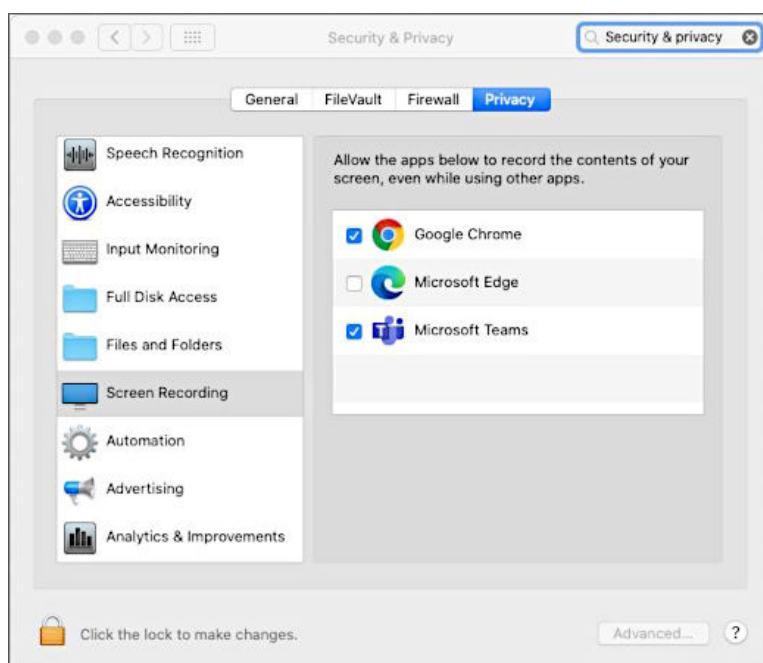 Security & Privacy
Security & privacy
General FileVault Firewall Privacy
Speech Recognition
Accessibility
Input Monitoring
Full Disk Access
Files and Folders
Screen Recording
Automation
Advertising
Analytics & Improvements
Allow the apps below to record the contents of your
screen, even while using other apps.
Google Chrome
Microsoft Edge
Microsoft Teams
Click the lock to make changes.
Advanced... ?